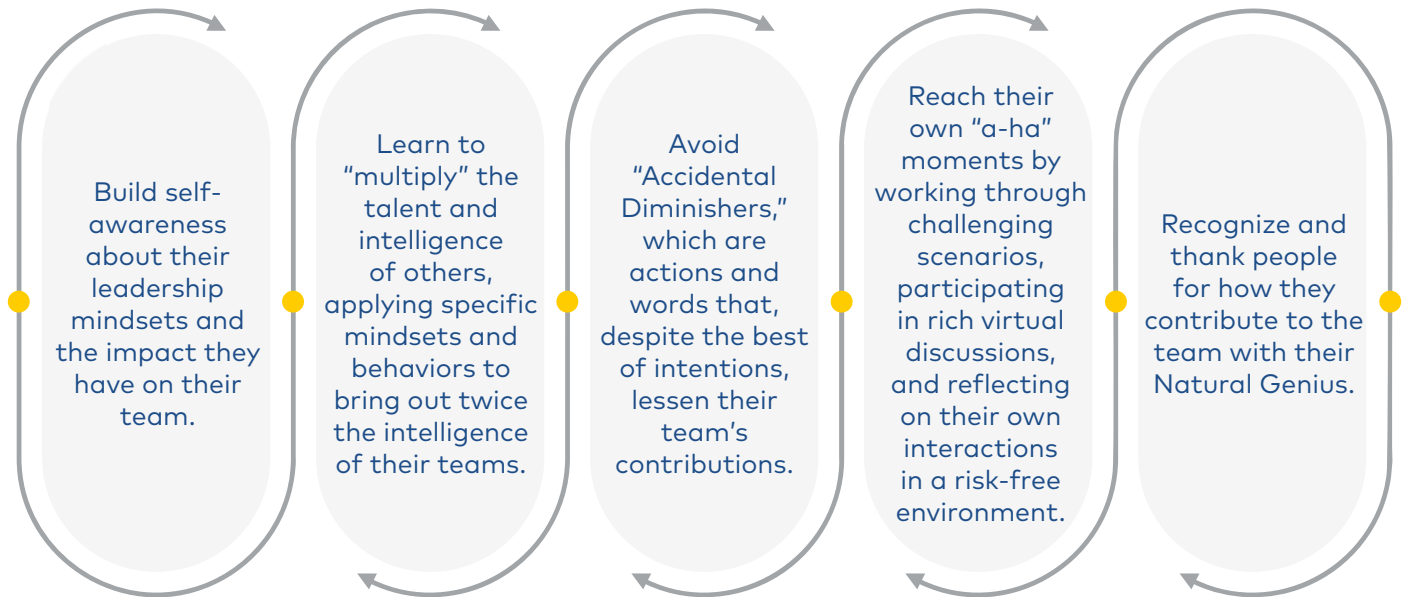 Build self-
awareness
about their
leadership
mindsets and
the impact they
have on their
team.
Learn to
“multiply” the
talent and
intelligence
of others,
applying specific
mindsets and
behaviors to
bring out twice
the intelligence
of their teams.
Avoid
“Accidental
Diminishers,”
which are
actions and
words that,
despite the best
of intentions,
lessen their
team’s
contributions.
Reach their
own “a-ha”
moments by
working through
challenging
scenarios,
participating
in rich virtual
discussions,
and reflecting
on their own
interactions
in a risk-free
environment.
Recognize and
thank people
for how they
contribute to the
team with their
Natural Genius.